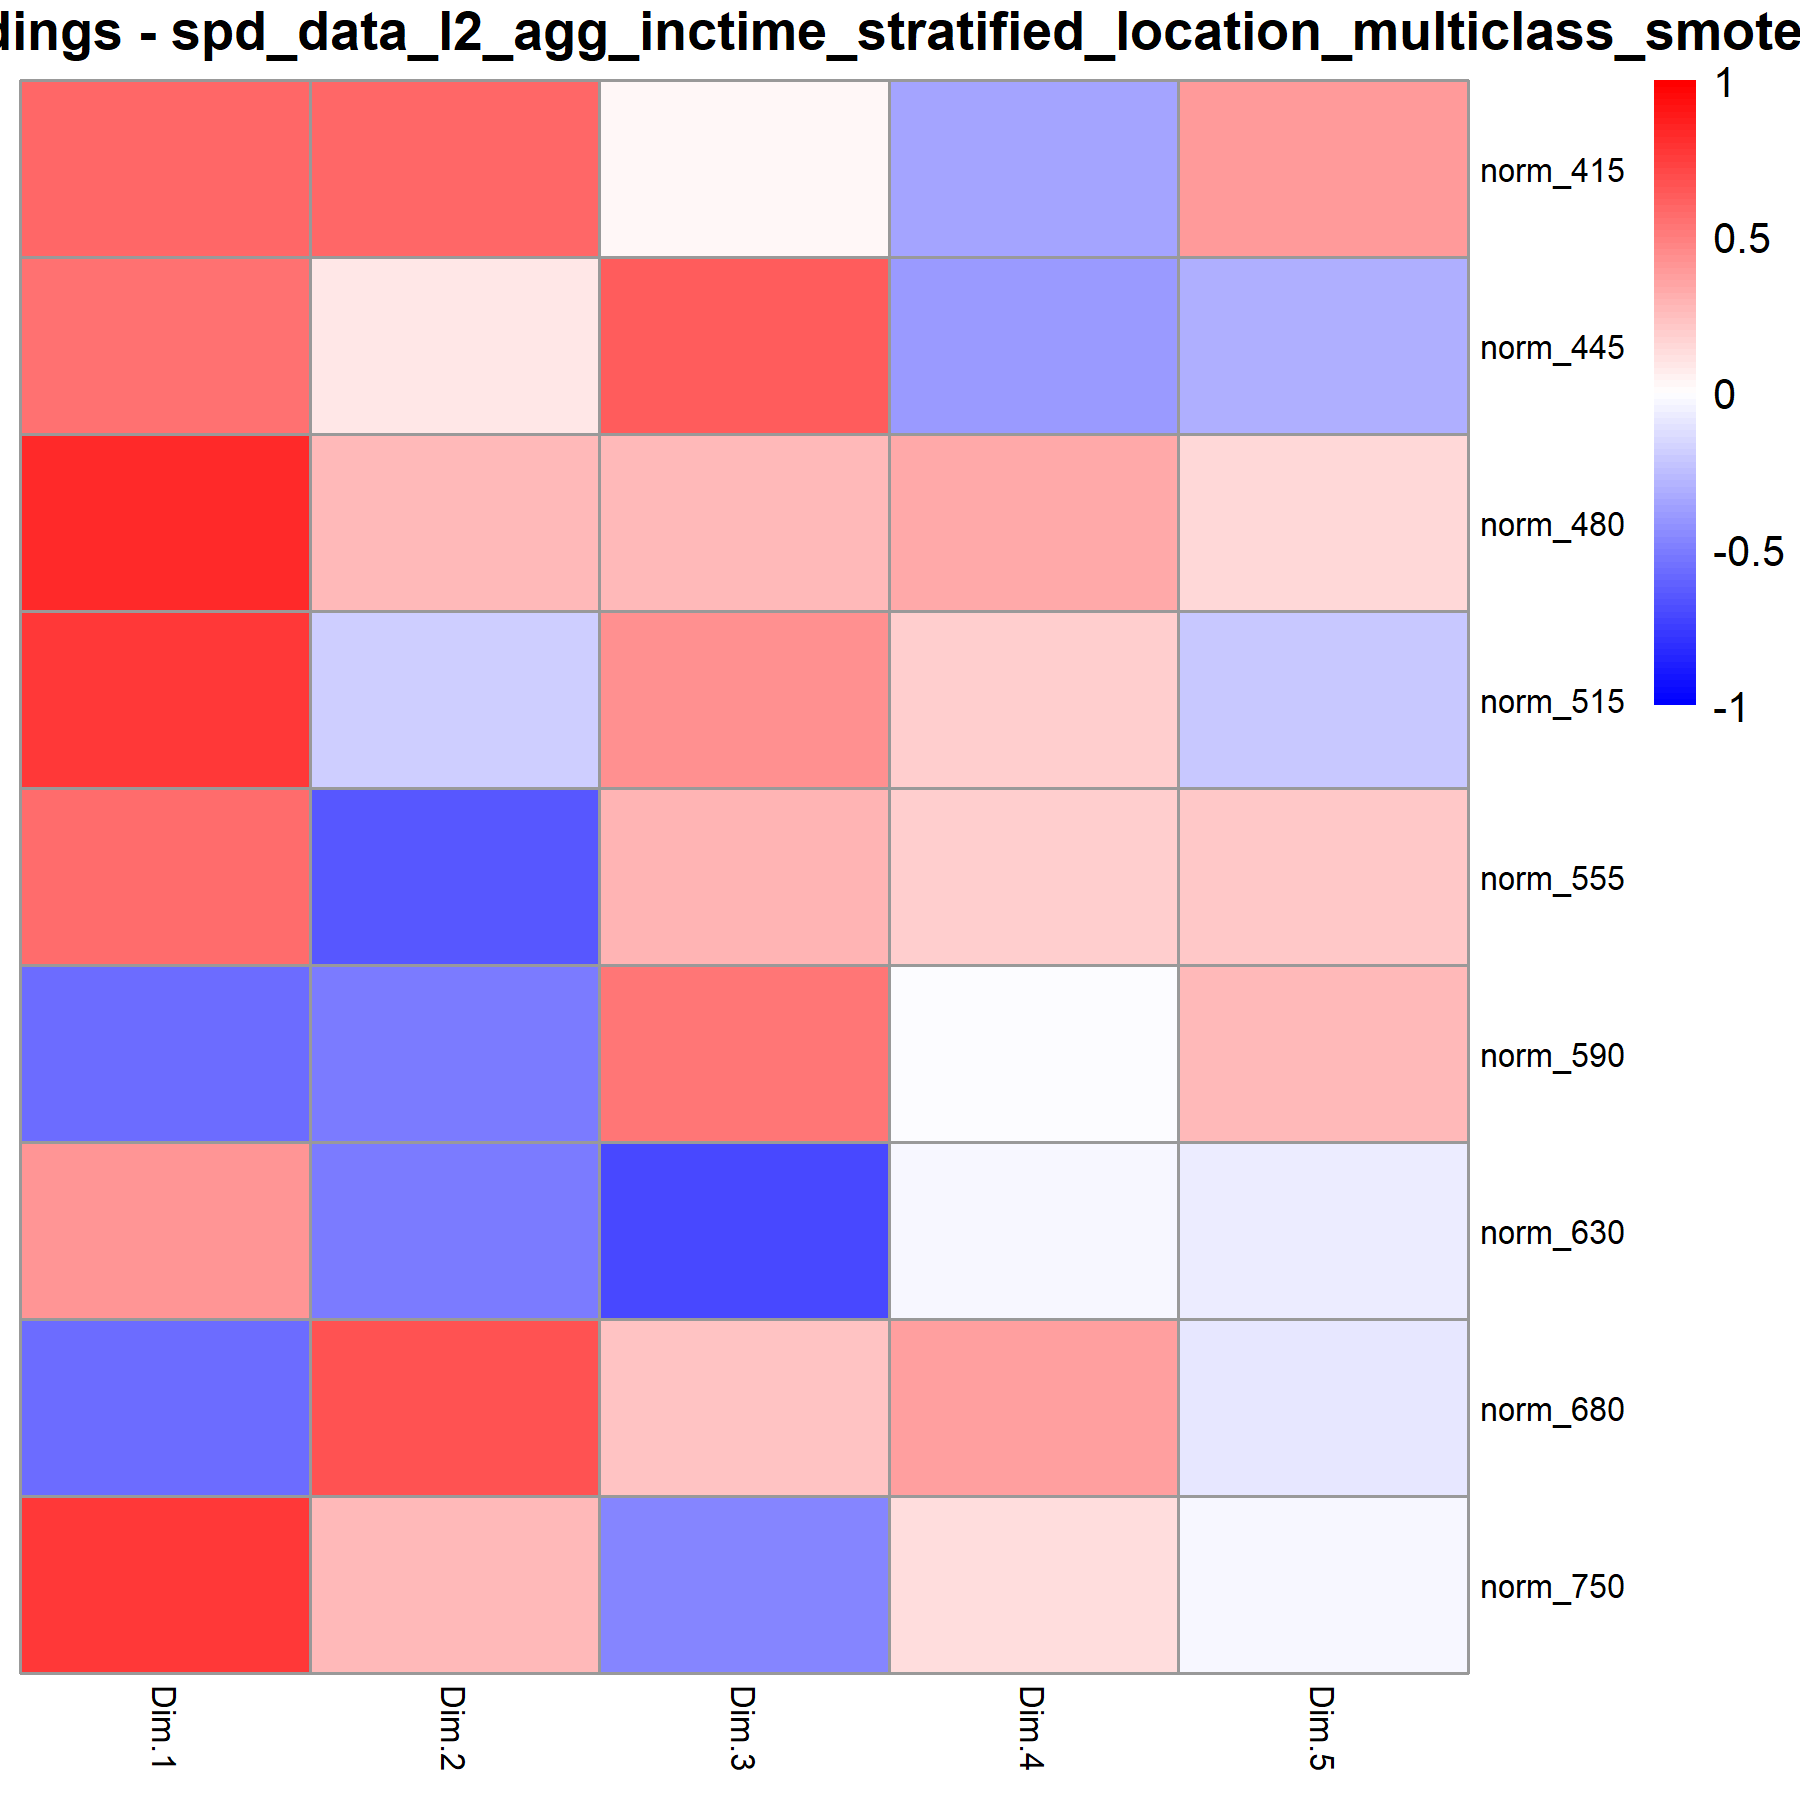 dings - spd_data_l2_agg_inctime_stratified_location_multiclass_smote
1
0.5
0
-0.5
-1
norm_415
norm_445
norm_480
norm_515
norm_555
norm_590
norm_630
norm_680
norm_750
Dim.1
Dim.2
Dim.3
Dim.4
Dim.5